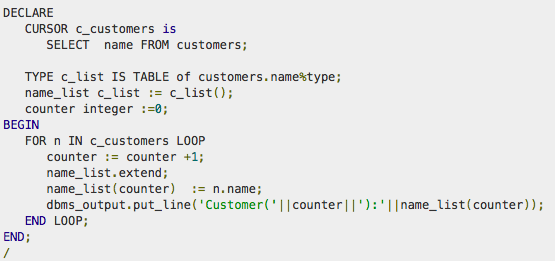 DECLARE
CURSOR c_customers is
SELECT  name FROM customers;
TYPE c_list IS TABLE of customers.name%type;
name_list c_list := c_list();
counter integer :=0;
BEGIN
FOR n IN c_customers LOOP
counter := counter +1;
name_list.extend;
name_list(counter)  := n.name;
dbms_output.put_line('Customer('||counter||'):'||name_list(counter));
END LOOP;
END;
/